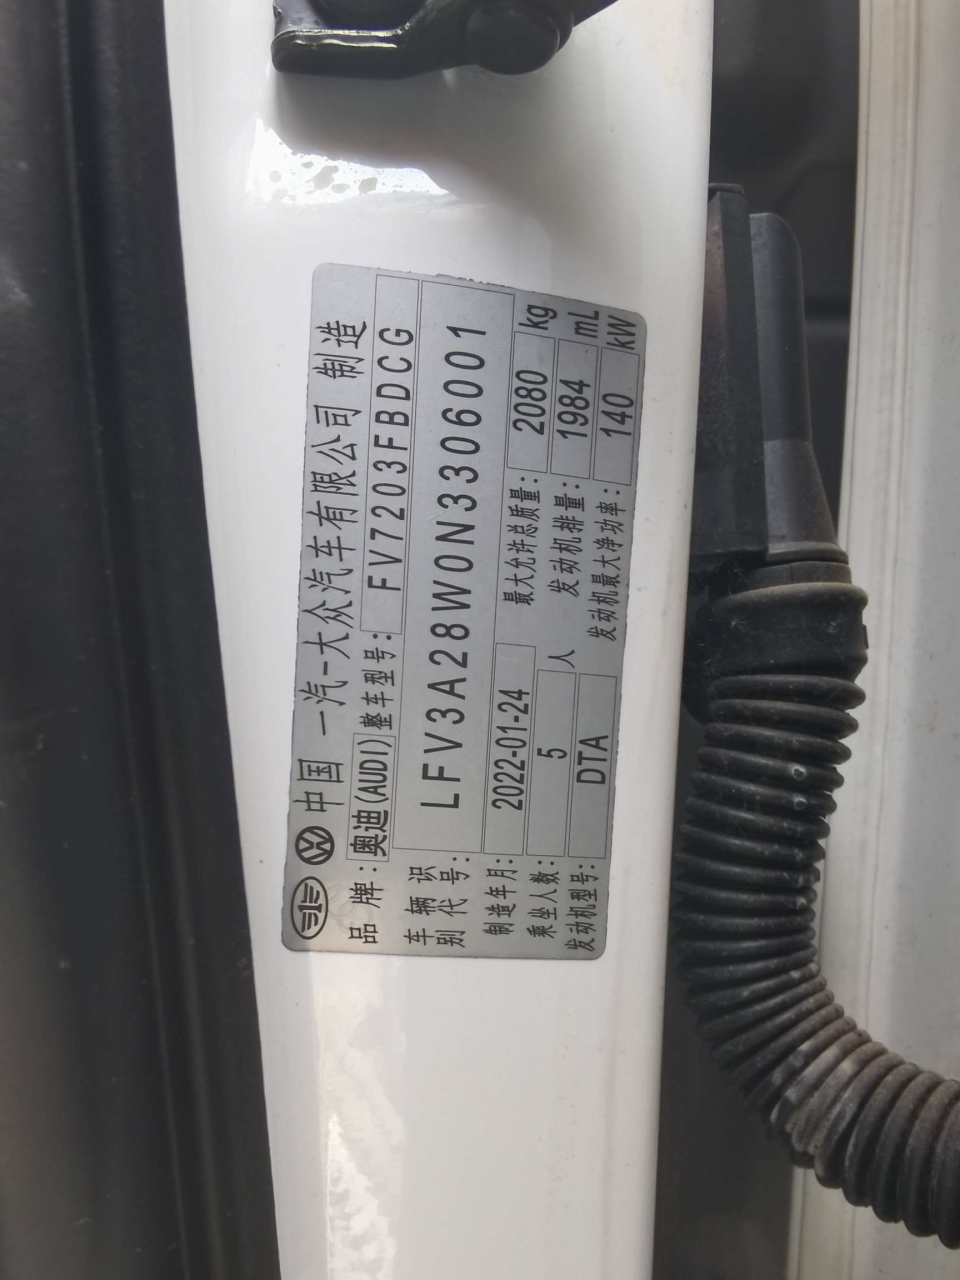 中国 一汽-大众汽车有限公司 制造
品牌:奥迪(AUDI) 整车型号:FV7203FBDCG
车辆识别代号:LFV3A28W0N3306001
制造年月:2022-01-24 最大允许总质量:2080 kg
乘坐人数:5 人 发动机排量:1984 mL
发动机型号:DTA 发动机最大净功率:140 kW